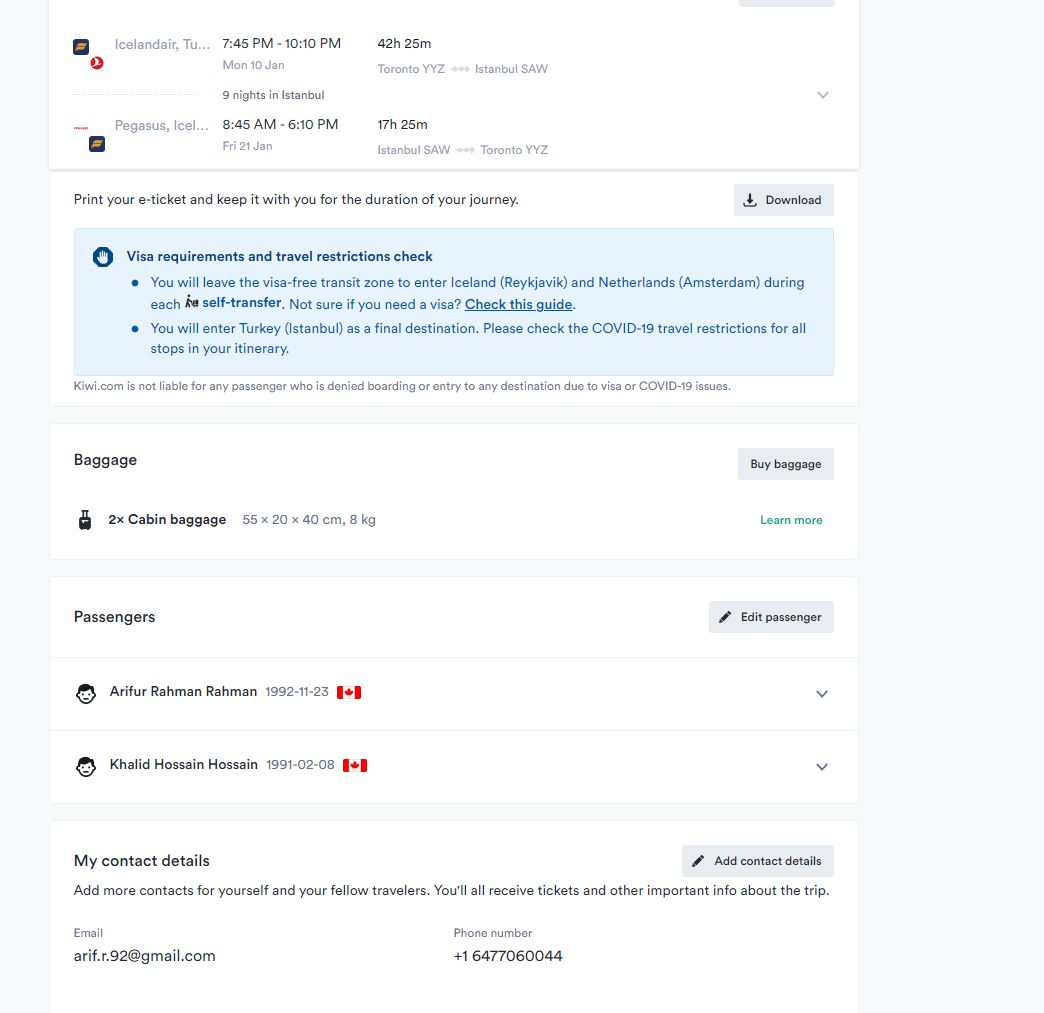 Icelandair, Tu... 7:45 PM - 10:10 PM 42h 25m
Mon 10 Jan Toronto YYZ Istanbul SAW
9 nights in Istanbul
Pegasus, Icel... 8:45 AM - 6:10 PM 17h 25m
Fri 21 Jan Istanbul SAW Toronto YYZ
Print your e-ticket and keep it with you for the duration of your journey. Download
Visa requirements and travel restrictions check
• You will leave the visa-free transit zone to enter Iceland (Reykjavik) and Netherlands (Amsterdam) during
each self-transfer. Not sure if you need a visa? Check this guide.
• You will enter Turkey (Istanbul) as a final destination. Please check the COVID-19 travel restrictions for all
stops in your itinerary.
Kiwi.com is not liable for any passenger who is denied boarding or entry to any destination due to visa or COVID-19 issues.
Baggage Buy baggage
2× Cabin baggage 55 × 20 × 40 cm, 8 kg Learn more
Passengers Edit passenger
Arifur Rahman Rahman 1992-11-23
Khalid Hossain Hossain 1991-02-08
My contact details Add contact details
Add more contacts for yourself and your fellow travelers. You'll all receive tickets and other important info about the trip.
Email Phone number
arif.r.92@gmail.com +1 6477060044